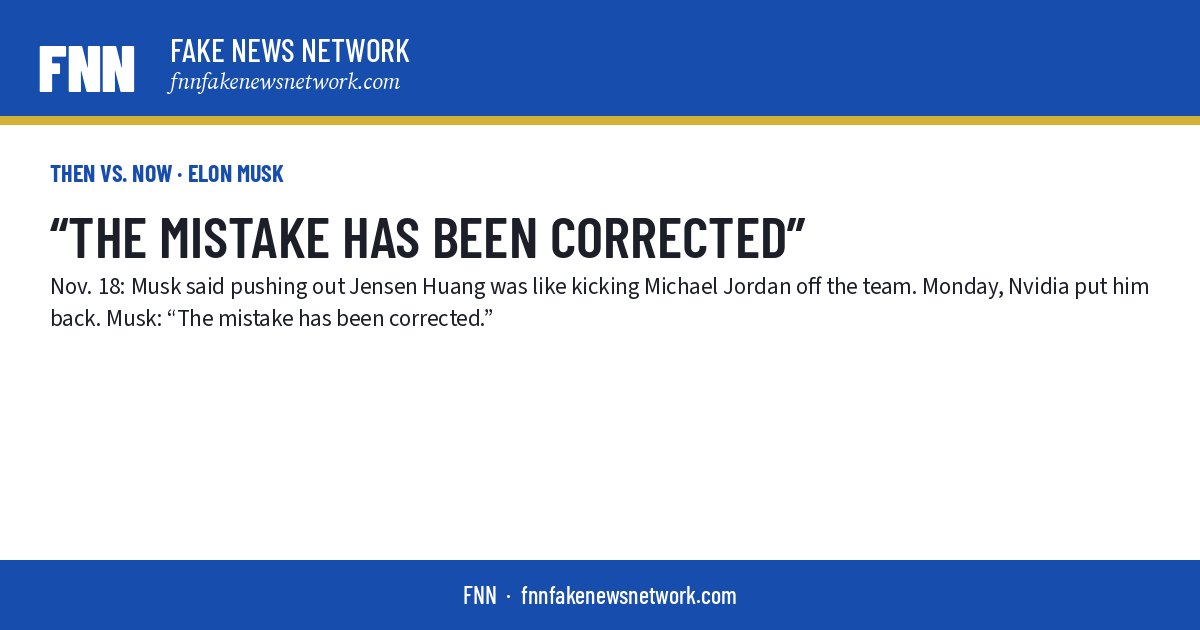 FNN
FAKE NEWS NETWORK
fnnfakenewsnetwork.com
THEN VS. NOW · ELON MUSK
“THE MISTAKE HAS BEEN CORRECTED”
Nov. 18: Musk said pushing out Jensen Huang was like kicking Michael Jordan off the team. Monday, Nvidia put him
back. Musk: “The mistake has been corrected.”
FNN · fnnfakenewsnetwork.com